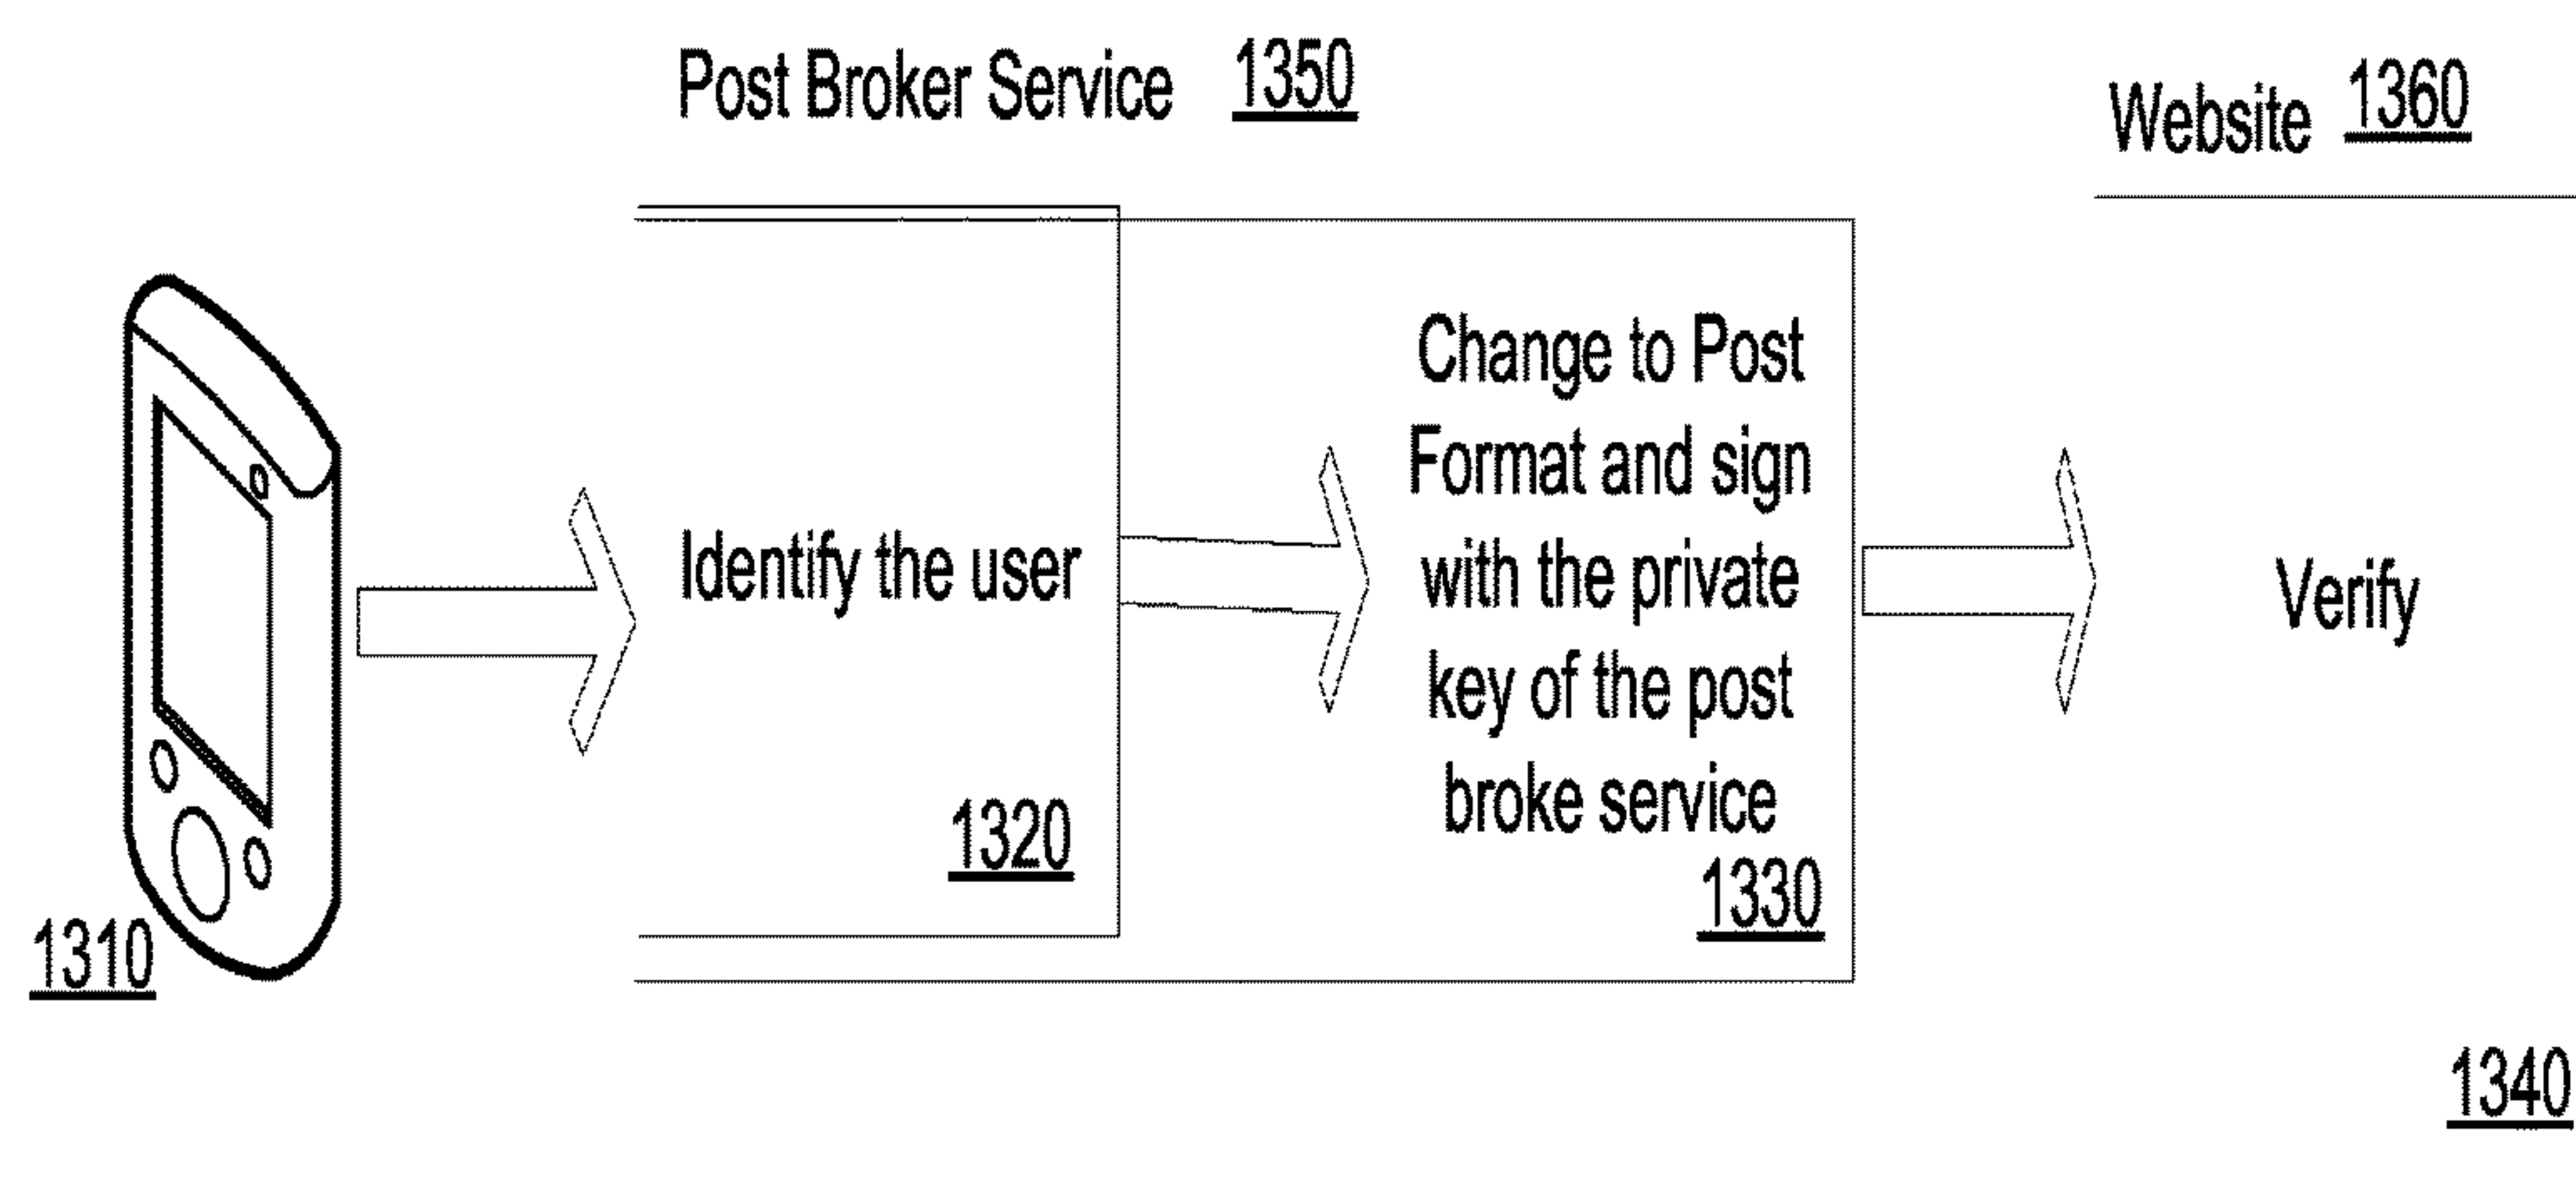 Post Broker Service 1350
Website 1360
Change to Post
Format and sign
with the private
key of the post
broke service
1330
Identify the user
1320
Verify
1310
1340